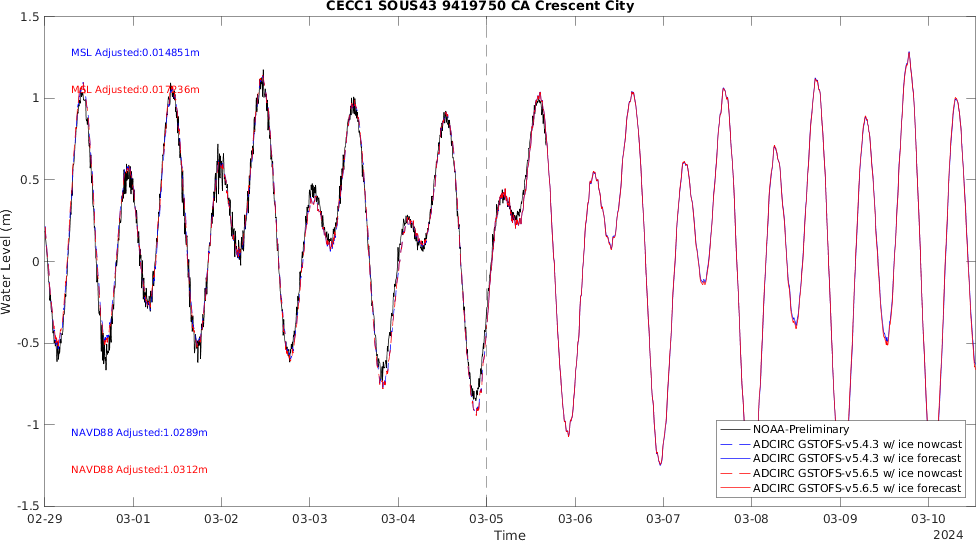 CECC1 SOUS43 9419750 CA Crescent City
1.5
1
0.5
0
-0.5
-1
-1.5
Water Level (m)
MSL Adjusted:0.014851m
MSL Adjusted:0.017236m
NAVD88 Adjusted:1.0289m
NAVD88 Adjusted:1.0312m
NOAA-Preliminary
ADCIRC GSTOFS-v5.4.3 w/ ice nowcast
ADCIRC GSTOFS-v5.4.3 w/ ice forecast
ADCIRC GSTOFS-v5.6.5 w/ ice nowcast
ADCIRC GSTOFS-v5.6.5 w/ ice forecast
02-29 03-01 03-02 03-03 03-04 03-05 03-06 03-07 03-08 03-09 03-10
Time
2024